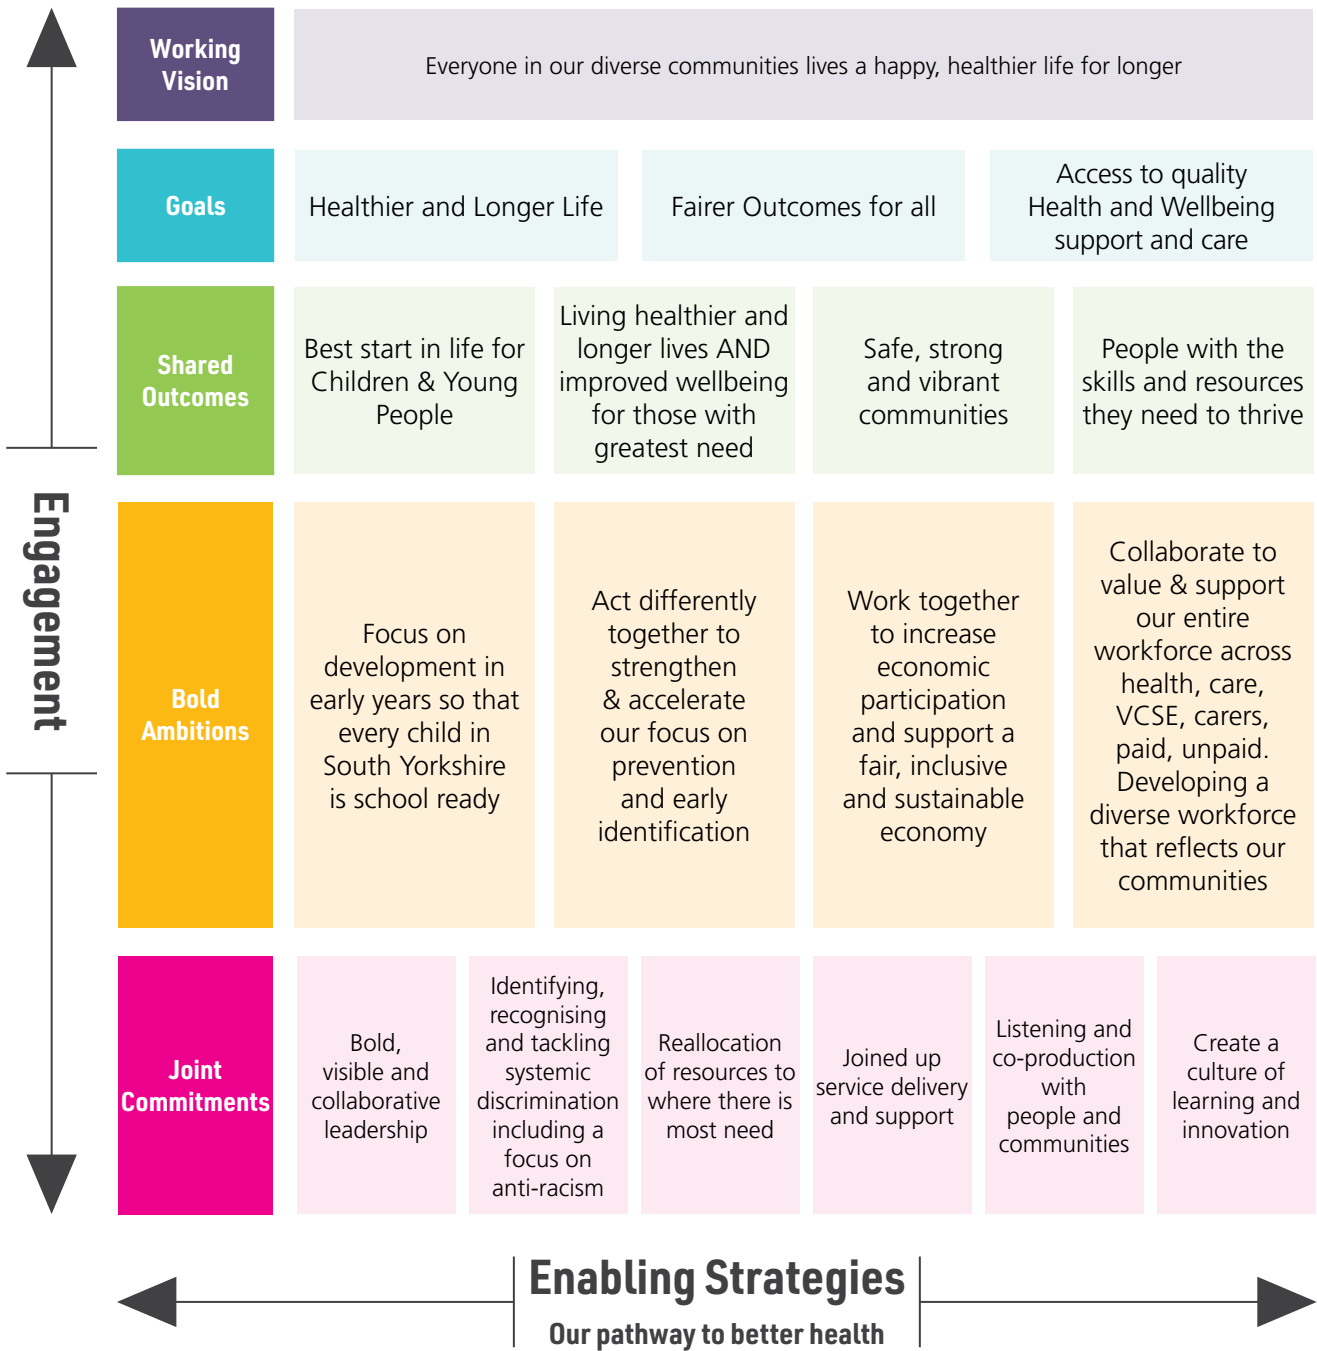 Working
Vision
Everyone in our diverse communities lives a happy, healthier life for longer
Goals
Healthier and Longer Life
Fairer Outcomes for all
Access to quality
Health and Wellbeing
support and care
Shared
Outcomes
Best start in life for
Children & Young
People
Living healthier and
longer lives AND
improved wellbeing
for those with
greatest need
Safe, strong
and vibrant
communities
People with the
skills and resources
they need to thrive
Engagement
Bold
Ambitions
Focus on
development in
early years so that
every child in
South Yorkshire
is school ready
Act differently
together to
strengthen
& accelerate
our focus on
prevention
and early
identification
Work together
to increase
economic
participation
and support a
fair, inclusive
and sustainable
economy
Collaborate to
value & support
our entire
workforce across
health, care,
VCSE, carers,
paid, unpaid.
Developing a
diverse workforce
that reflects our
communities
Joint
Commitments
Bold,
visible and
collaborative
leadership
Identifying,
recognising
and tackling
systemic
discrimination
including a
focus on
anti-racism
Reallocation
of resources to
where there is
most need
Joined up
service delivery
and support
Listening and
co-production
with
people and
communities
Create a
culture of
learning and
innovation
Enabling Strategies
Our pathway to better health